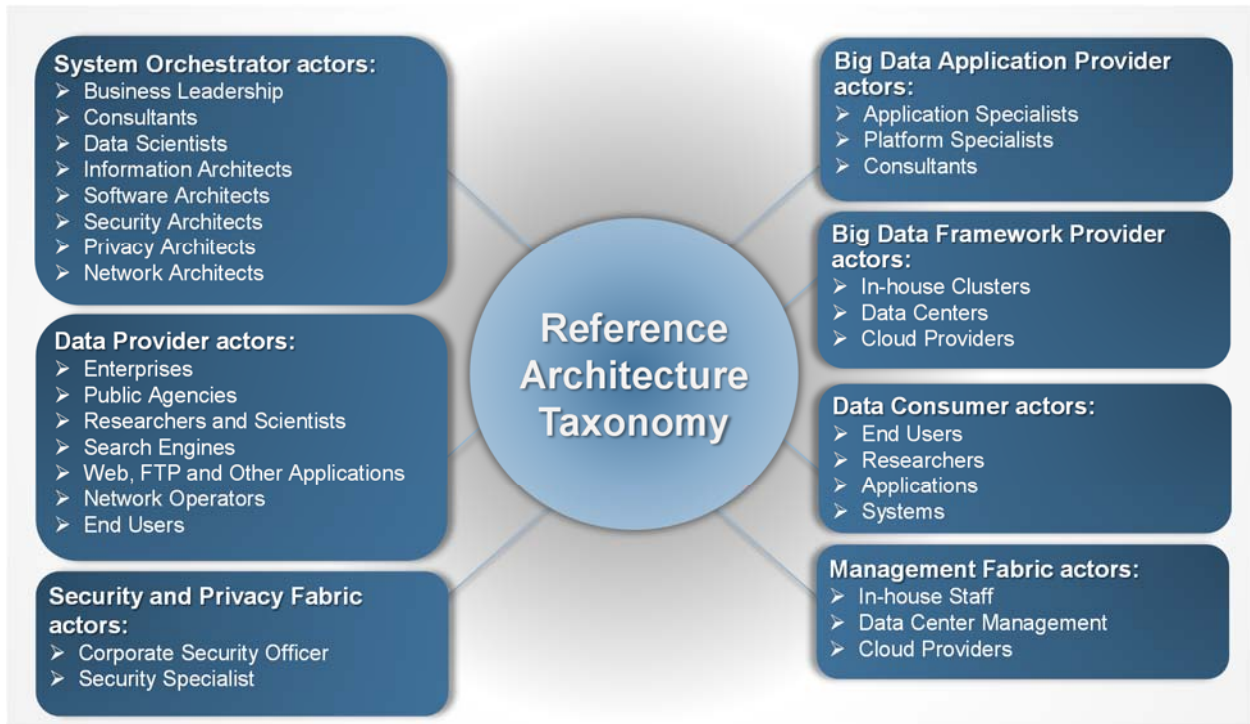 System Orchestrator actors:
➢ Business Leadership
➢ Consultants
➢ Data Scientists
➢ Information Architects
➢ Software Architects
➢ Security Architects
➢ Privacy Architects
➢ Network Architects
Data Provider actors:
➢ Enterprises
➢ Public Agencies
➢ Researchers and Scientists
➢ Search Engines
➢ Web, FTP and Other Applications
➢ Network Operators
➢ End Users
Security and Privacy Fabric
actors:
➢ Corporate Security Officer
➢ Security Specialist
Reference
Architecture
Taxonomy
Big Data Application Provider
actors:
➢ Application Specialists
➢ Platform Specialists
➢ Consultants
Big Data Framework Provider
actors:
➢ In-house Clusters
➢ Data Centers
➢ Cloud Providers
Data Consumer actors:
➢ End Users
➢ Researchers
➢ Applications
➢ Systems
Management Fabric actors:
➢ In-house Staff
➢ Data Center Management
➢ Cloud Providers